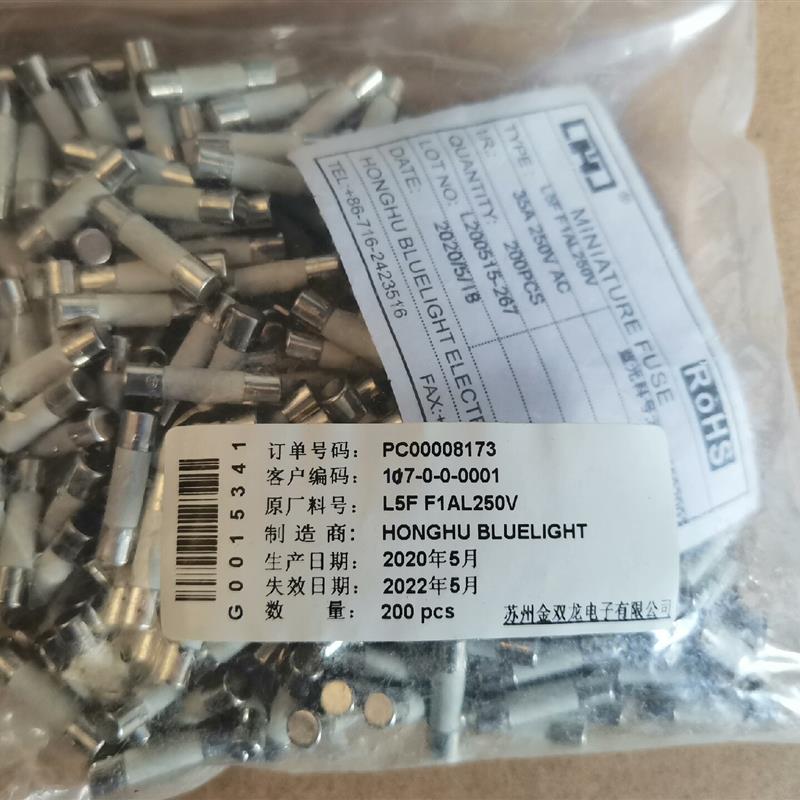 ®
MINIATURE FUSE
RoHS
TYPE: L5F F1AL250V
I/R: 35A 250V AC
QUANTITY: 200PCS
LOT NO: L200515-267
DATE: 2020/5/18
HONGHU BLUELIGHT ELECTR
TEL:+86-716-2423516
FAX:+
G0015341
订单号码: PC00008173
客户编码: 107-0-0-0001
原厂料号: L5F F1AL250V
制造商: HONGHU BLUELIGHT
生产日期: 2020年5月
失效日期: 2022年5月
数量: 200 pcs
苏州金双龙电子有限公司